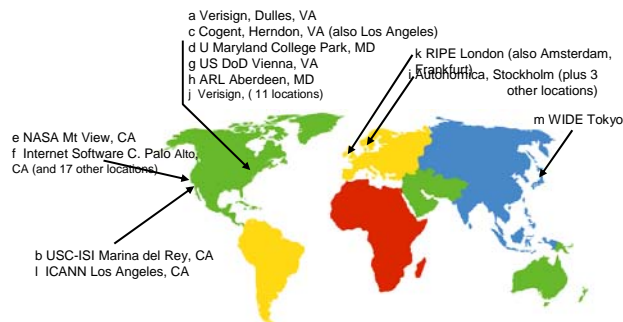 a Verisign, Dulles, VA
c Cogent, Herndon, VA (also Los Angeles)
d U Maryland College Park, MD
g US DoD Vienna, VA
h ARL Aberdeen, MD
j Verisign, ( 11 locations)
k RIPE London (also Amsterdam,
Frankfurt)
i Autonomica, Stockholm (plus 3
other locations)
m WIDE Tokyo
e NASA Mt View, CA
f Internet Software C. Palo Alto,
CA (and 17 other locations)
b USC-ISI Marina del Rey, CA
l ICANN Los Angeles, CA